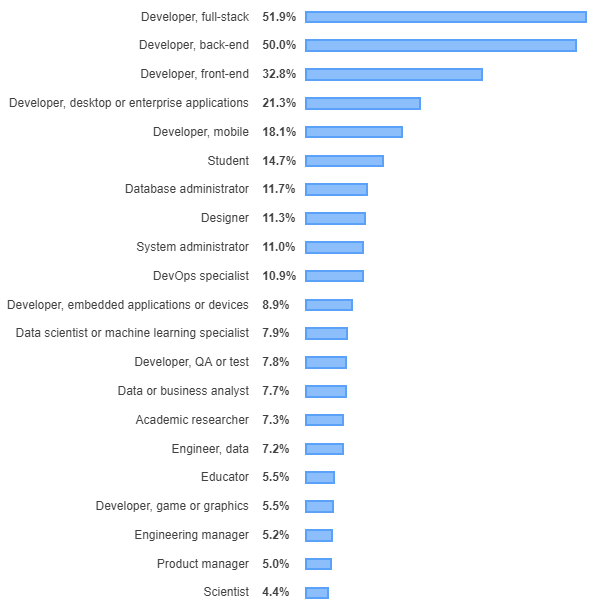 Developer, full-stack 51.9%
Developer, back-end 50.0%
Developer, front-end 32.8%
Developer, desktop or enterprise applications 21.3%
Developer, mobile 18.1%
Student 14.7%
Database administrator 11.7%
Designer 11.3%
System administrator 11.0%
DevOps specialist 10.9%
Developer, embedded applications or devices 8.9%
Data scientist or machine learning specialist 7.9%
Developer, QA or test 7.8%
Data or business analyst 7.7%
Academic researcher 7.3%
Engineer, data 7.2%
Educator 5.5%
Developer, game or graphics 5.5%
Engineering manager 5.2%
Product manager 5.0%
Scientist 4.4%